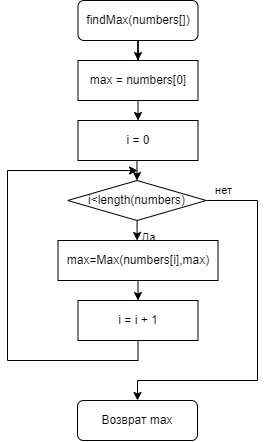 findMax(numbers[])
max = numbers[0]
i = 0
i<length(numbers)
нет
Да
max=Max(numbers[i],max)
i = i + 1
Возврат max